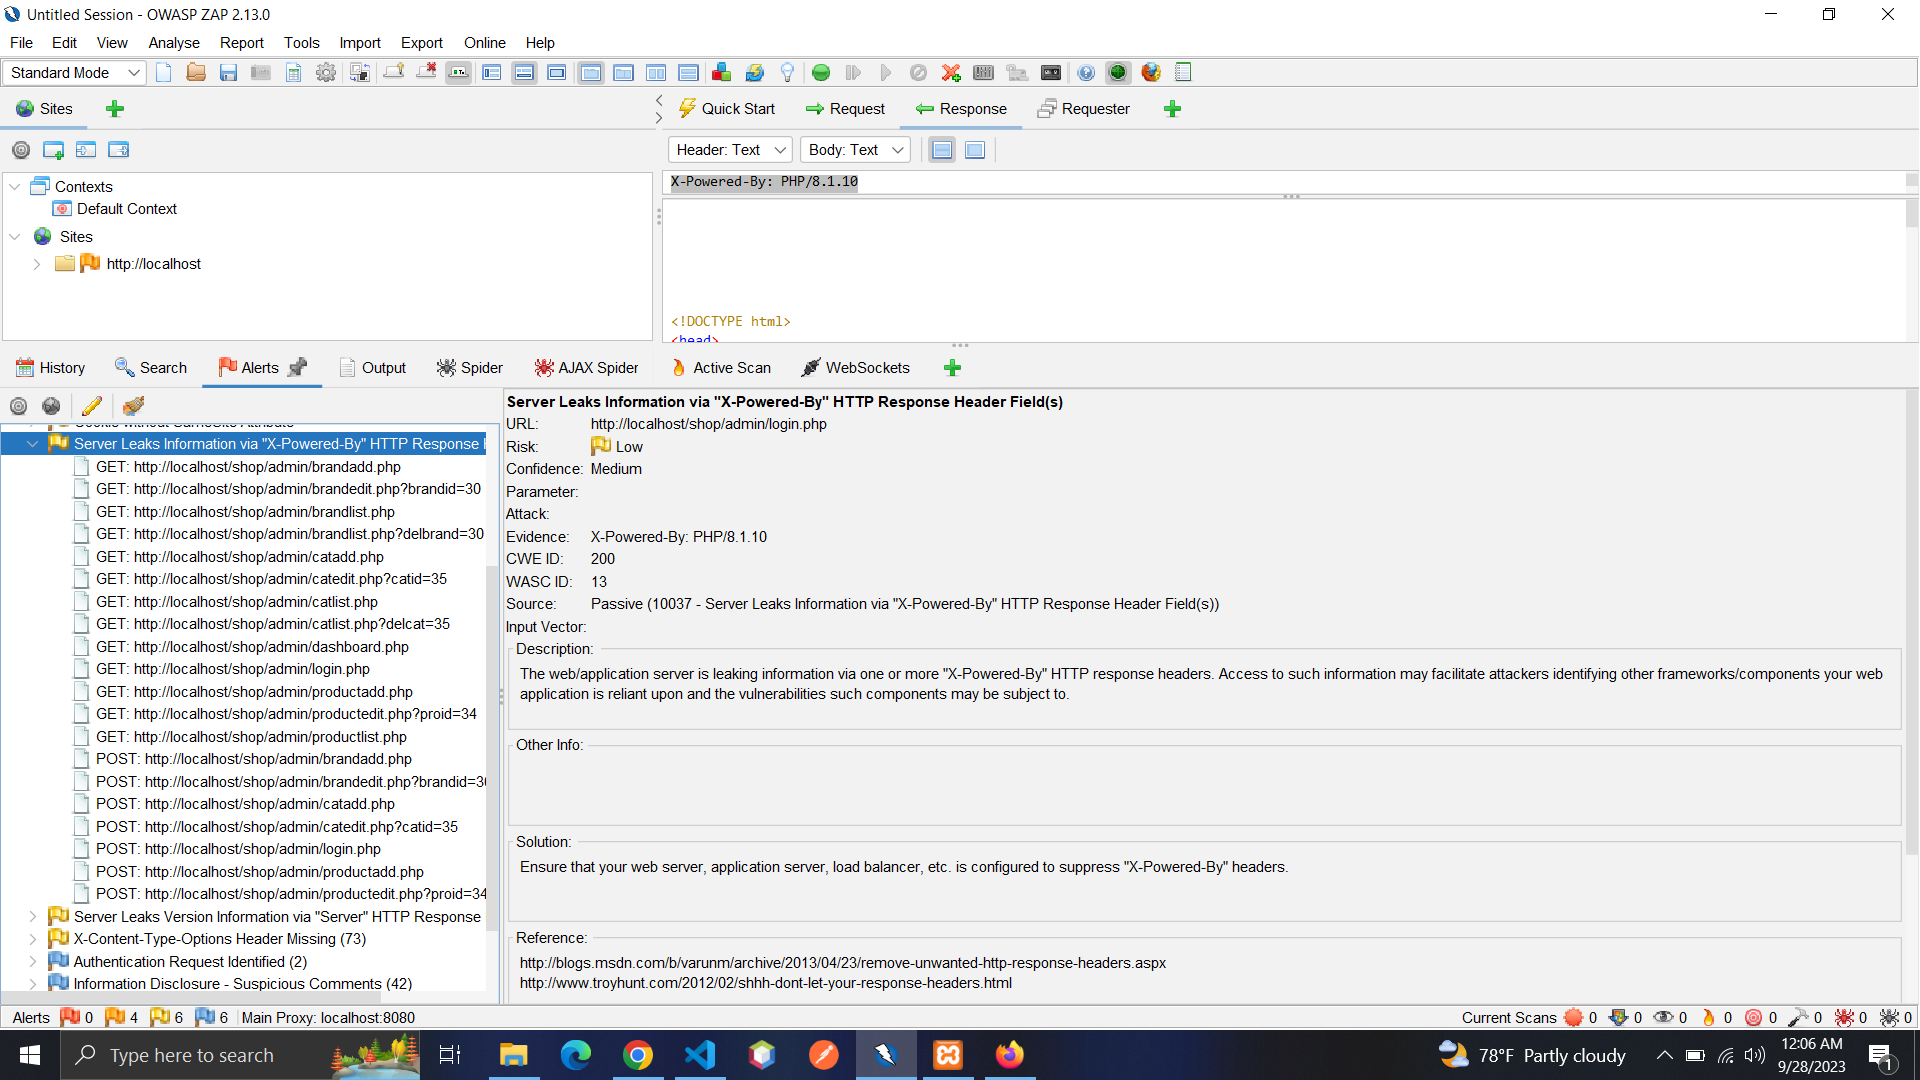 Untitled Session - OWASP ZAP 2.13.0
File Edit View Analyse Report Tools Import Export Online Help
Standard Mode
Sites
Quick Start Request Response Requester
Header: Text Body: Text
Contexts
Default Context
Sites
http://localhost
X-Powered-By: PHP/8.1.10
<!DOCTYPE html>
<head>
History Search Alerts Output Spider AJAX Spider Active Scan WebSockets
Cookie without SameSite Attribute
Server Leaks Information via "X-Powered-By" HTTP Response H
GET: http://localhost/shop/admin/brandadd.php
GET: http://localhost/shop/admin/brandedit.php?brandid=30
GET: http://localhost/shop/admin/brandlist.php
GET: http://localhost/shop/admin/brandlist.php?delbrand=30
GET: http://localhost/shop/admin/catadd.php
GET: http://localhost/shop/admin/catedit.php?catid=35
GET: http://localhost/shop/admin/catlist.php
GET: http://localhost/shop/admin/catlist.php?delcat=35
GET: http://localhost/shop/admin/dashboard.php
GET: http://localhost/shop/admin/login.php
GET: http://localhost/shop/admin/productadd.php
GET: http://localhost/shop/admin/productedit.php?proid=34
GET: http://localhost/shop/admin/productlist.php
POST: http://localhost/shop/admin/brandadd.php
POST: http://localhost/shop/admin/brandedit.php?brandid=30
POST: http://localhost/shop/admin/catadd.php
POST: http://localhost/shop/admin/catedit.php?catid=35
POST: http://localhost/shop/admin/login.php
POST: http://localhost/shop/admin/productadd.php
POST: http://localhost/shop/admin/productedit.php?proid=34
Server Leaks Version Information via "Server" HTTP Response
X-Content-Type-Options Header Missing (73)
Authentication Request Identified (2)
Information Disclosure - Suspicious Comments (42)
Server Leaks Information via "X-Powered-By" HTTP Response Header Field(s)
URL: http://localhost/shop/admin/login.php
Risk: Low
Confidence: Medium
Parameter:
Attack:
Evidence: X-Powered-By: PHP/8.1.10
CWE ID: 200
WASC ID: 13
Source: Passive (10037 - Server Leaks Information via "X-Powered-By" HTTP Response Header Field(s))
Input Vector:
Description:
The web/application server is leaking information via one or more "X-Powered-By" HTTP response headers. Access to such information may facilitate attackers identifying other frameworks/components your web
application is reliant upon and the vulnerabilities such components may be subject to.
Other Info:
Solution:
Ensure that your web server, application server, load balancer, etc. is configured to suppress "X-Powered-By" headers.
Reference:
http://blogs.msdn.com/b/varunm/archive/2013/04/23/remove-unwanted-http-response-headers.aspx
http://www.troyhunt.com/2012/02/shhh-dont-let-your-response-headers.html
Alerts 0 4 6 6 Main Proxy: localhost:8080
Current Scans 0 0 0 0 0 0 0 0
Type here to search
78°F Partly cloudy
12:06 AM
9/28/2023
1